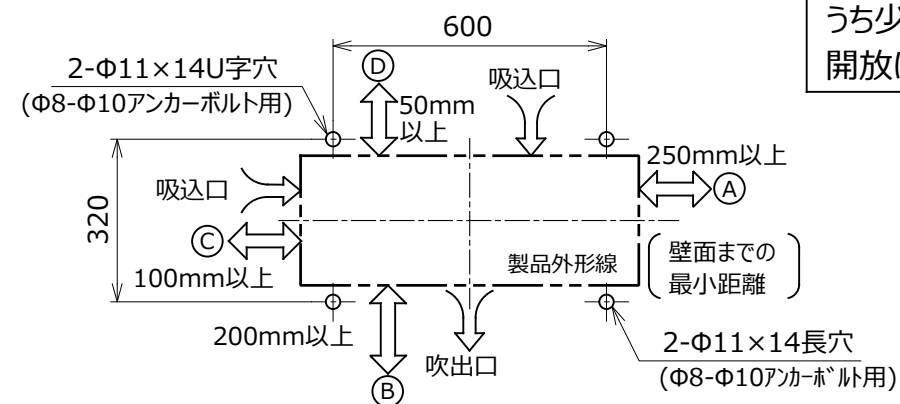 うち少
開放
600
2-Φ11×14U字穴
(Φ8-Φ10アンカーボルト用)
Ⓓ
吸込口
50mm
以上
250mm以上
Ⓐ
吸込口
320
Ⓒ
100mm以上
製品外形線
壁面までの
最小距離
200mm以上
Ⓑ
吹出口
2-Φ11×14長穴
(Φ8-Φ10アンカーボルト用)